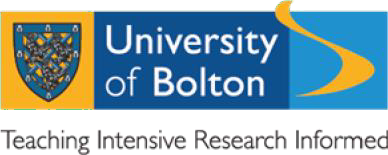 University
of Bolton
Teaching Intensive Research Informed